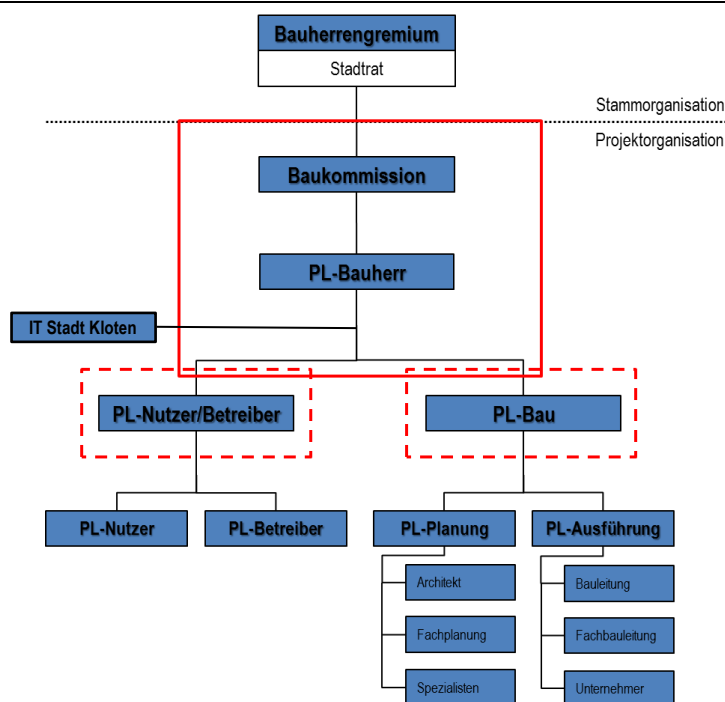 Bauherrengremium
Stadtrat
Stammorganisation
Projektorganisation
Baukommission
PL-Bauherr
IT Stadt Kloten
PL-Nutzer/Betreiber
PL-Bau
PL-Nutzer
PL-Betreiber
PL-Planung
PL-Ausführung
Architekt
Bauleitung
Fachplanung
Fachbauleitung
Spezialisten
Unternehmer